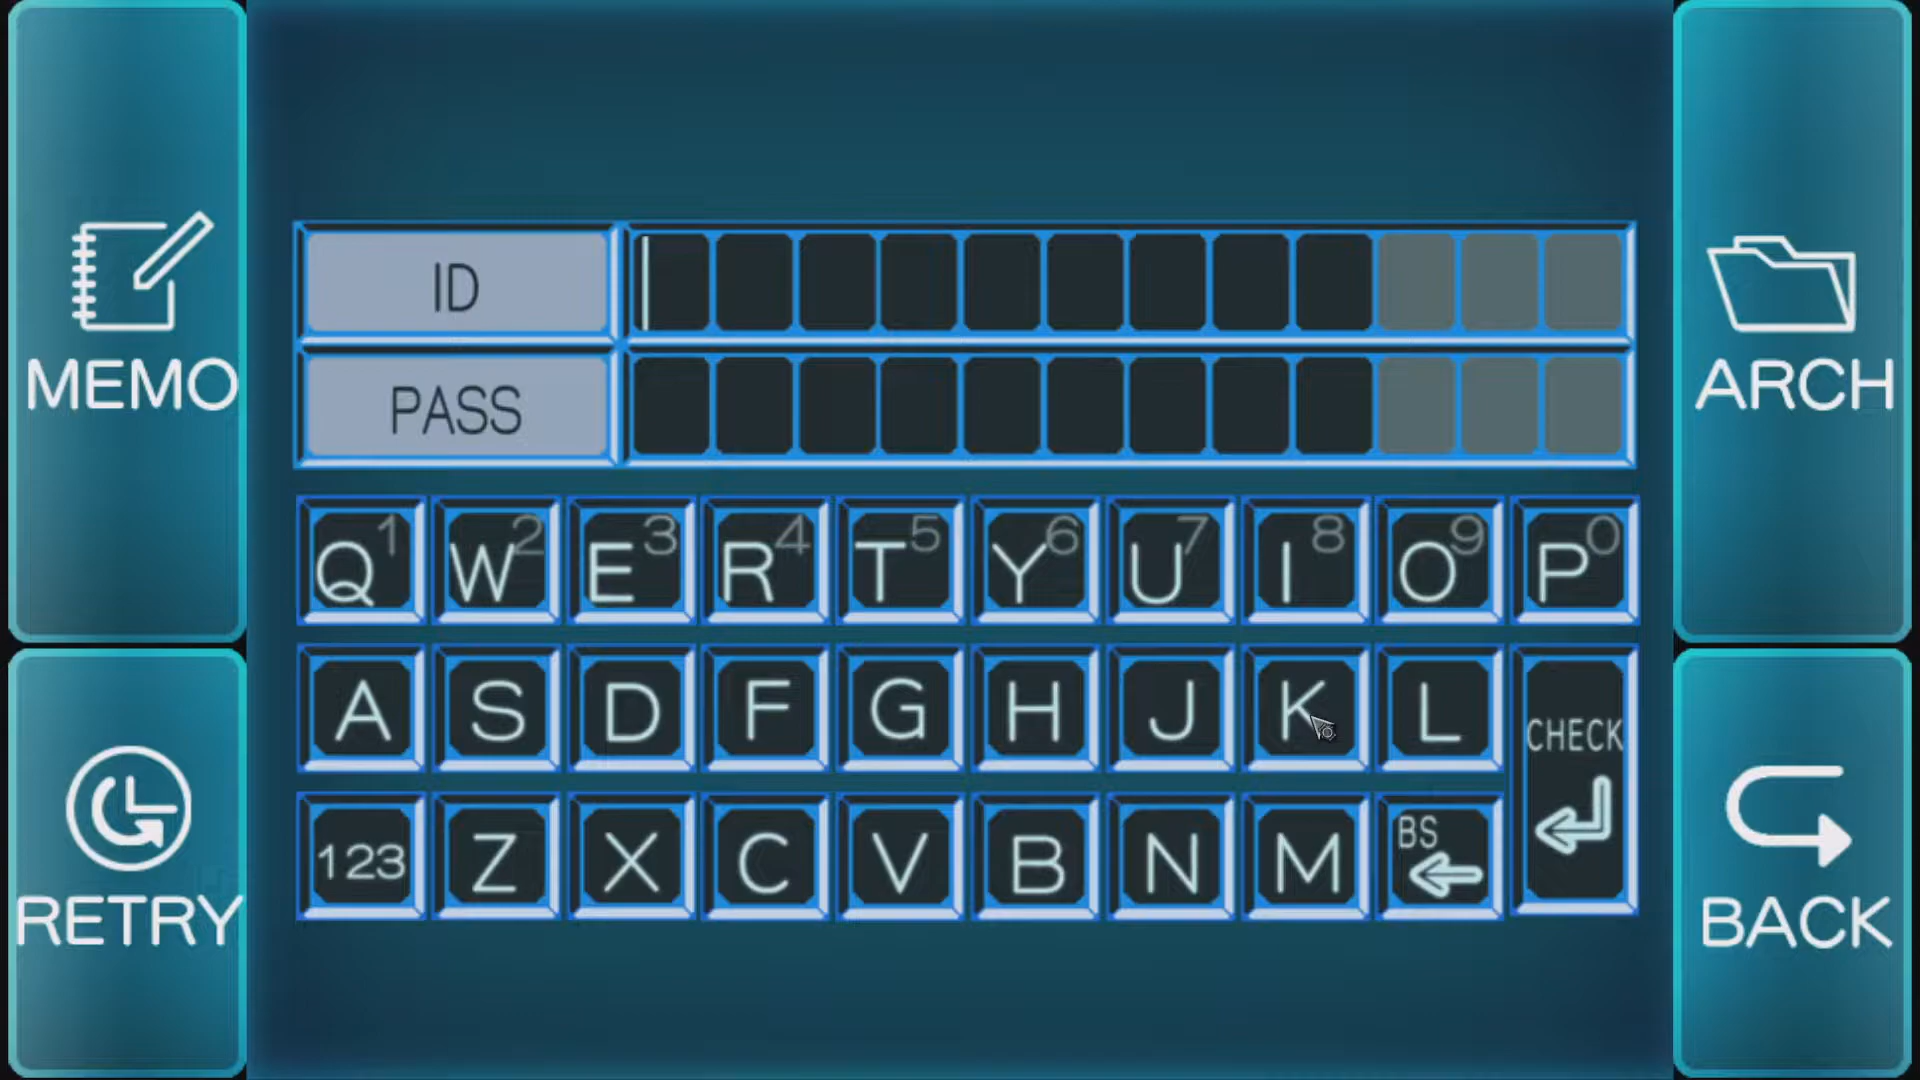 ID
PASS
MEMO
ARCH
Q1 W2 E3 R4 T5 Y6 U7 I8 O9 P0
A S D F G H J K L CHECK
123 Z X C V B N M BS
RETRY
BACK